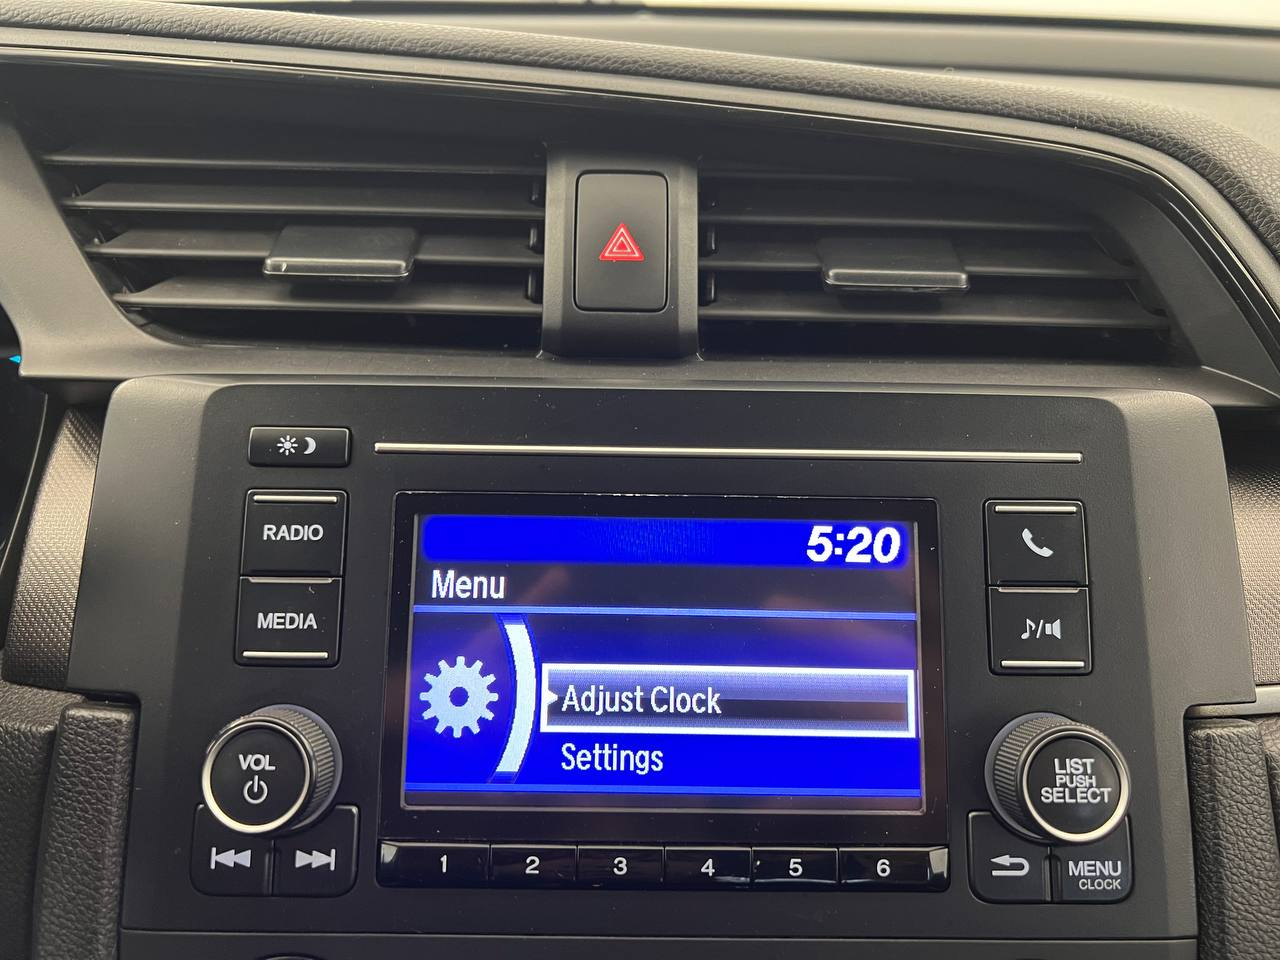 RADIO
MEDIA
5:20
Menu
Adjust Clock
Settings
VOL
LIST
PUSH
SELECT
1 2 3 4 5 6
MENU
CLOCK